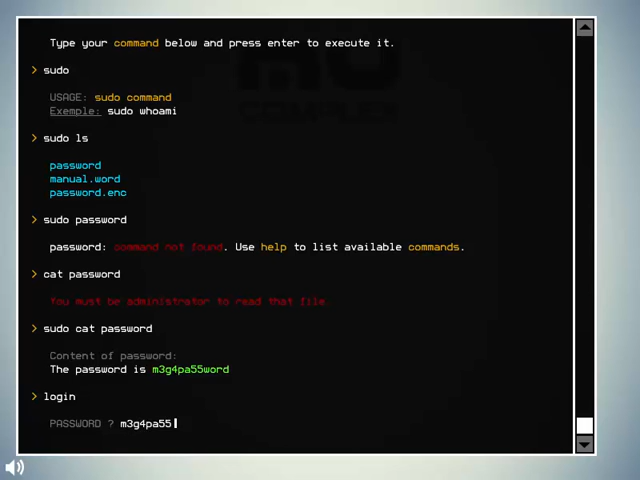 Type your command below and press enter to execute it.
> sudo
USAGE: sudo command
Exemple: sudo whoami
> sudo ls
password
manual.word
password.enc
> sudo password
password: command not found. Use help to list available commands.
> cat password
You must be administrator to read that file.
> sudo cat password
Content of password:
The password is m3g4pa55word
> login
PASSWORD ? m3g4pa55